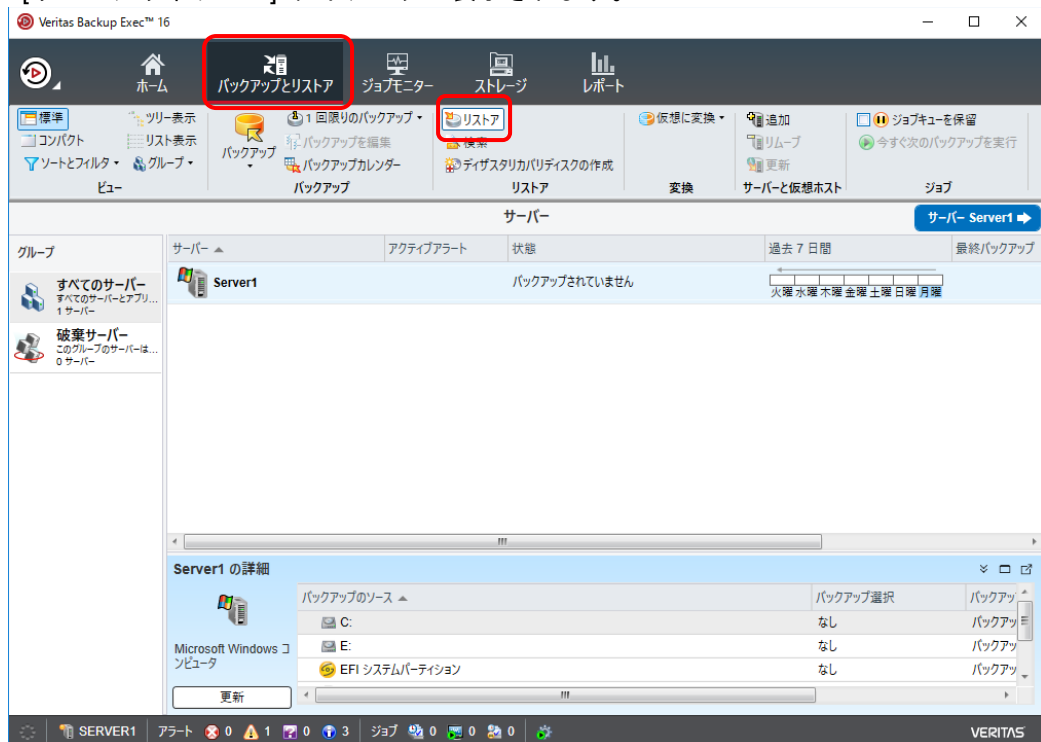 Veritas Backup Exec™ 16
ホーム
バックアップとリストア
ジョブモニター
ストレージ
レポート
標準
ツリー表示
コンパクト
リスト表示
ソートとフィルタ
グループ
ビュー
バックアップ
1 回限りのバックアップ
バックアップを編集
バックアップカレンダー
バックアップ
リストア
検索
ディザスタリカバリディスクの作成
リストア
仮想に変換
変換
追加
リムーブ
更新
サーバーと仮想ホスト
ジョブキューを保留
今すぐ次のバックアップを実行
ジョブ
サーバー
サーバー Server1
グループ
すべてのサーバー
すべてのサーバーとアプリ...
1 サーバー
破棄サーバー
このグループのサーバーは...
0 サーバー
サーバー アクティブアラート 状態 過去 7 日間 最終バックアップ
Server1 バックアップされていません
火曜 水曜 木曜 金曜 土曜 日曜 月曜
Server1 の詳細
Microsoft Windows コ
ンピュータ
更新
バックアップのソース バックアップ選択 バックアッ
C: なし バックアッ
E: なし バックアッ
EFI システムパーティション なし バックアッ
SERVER1 アラート 0 1 0 3 ジョブ 0 0 0
VERITAS